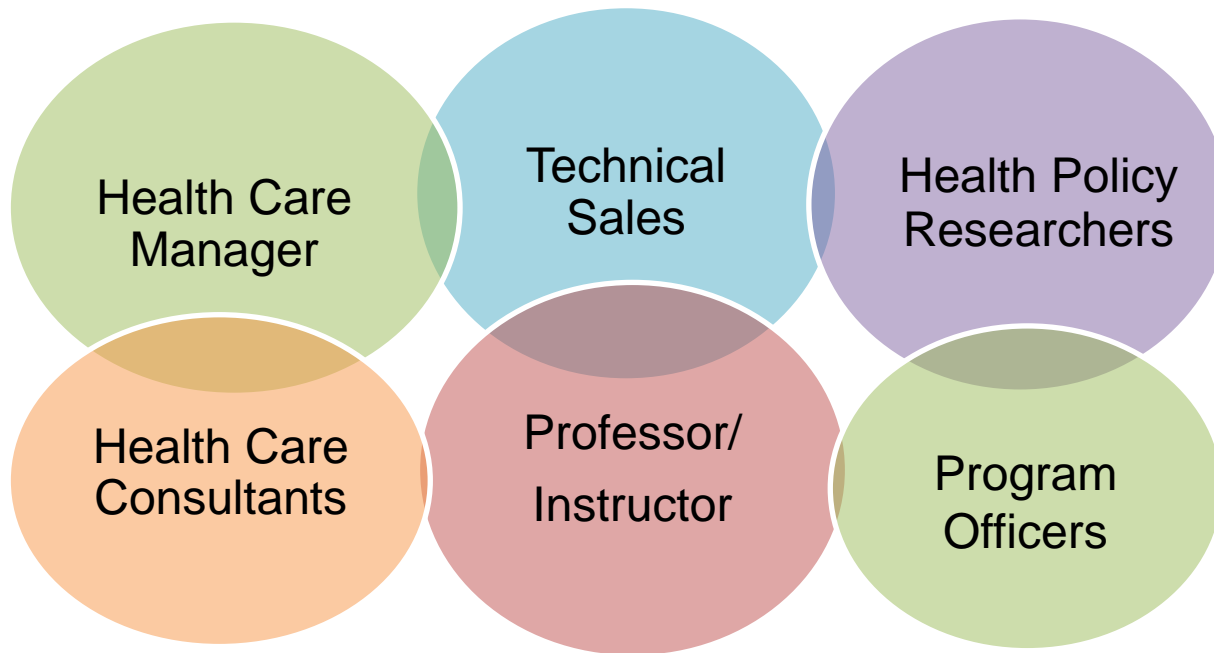 Health Care
Manager
Technical
Sales
Health Policy
Researchers
Health Care
Consultants
Professor/
Instructor
Program
Officers